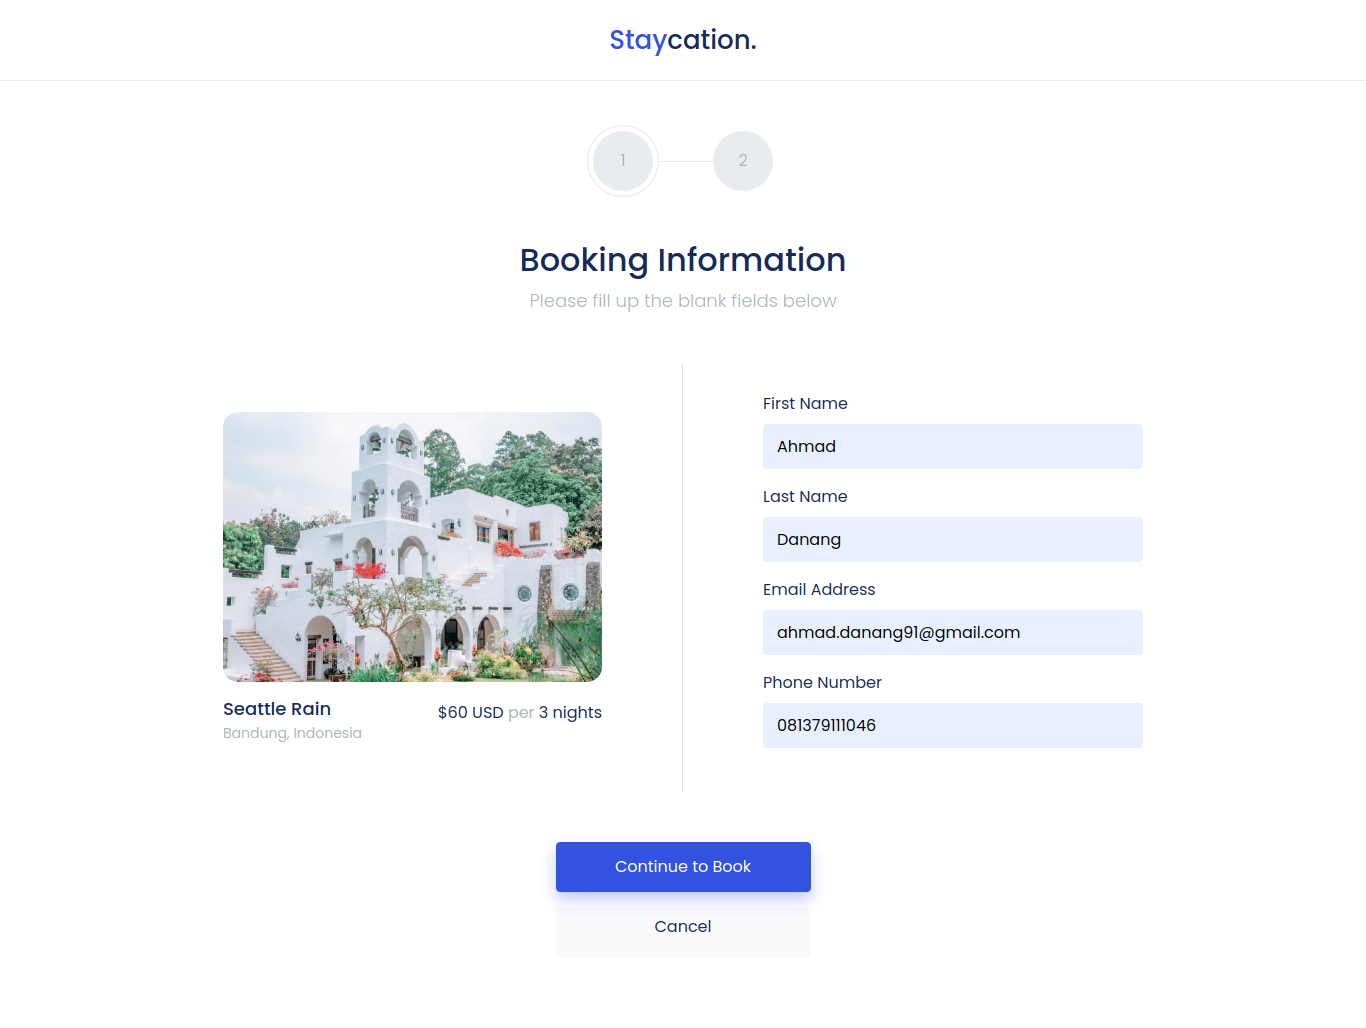 Staycation.
1
2
Booking Information
Please fill up the blank fields below
Seattle Rain
Bandung, Indonesia
$60 USD per 3 nights
First Name
Ahmad
Last Name
Danang
Email Address
ahmad.danang91@gmail.com
Phone Number
081379111046
Continue to Book
Cancel